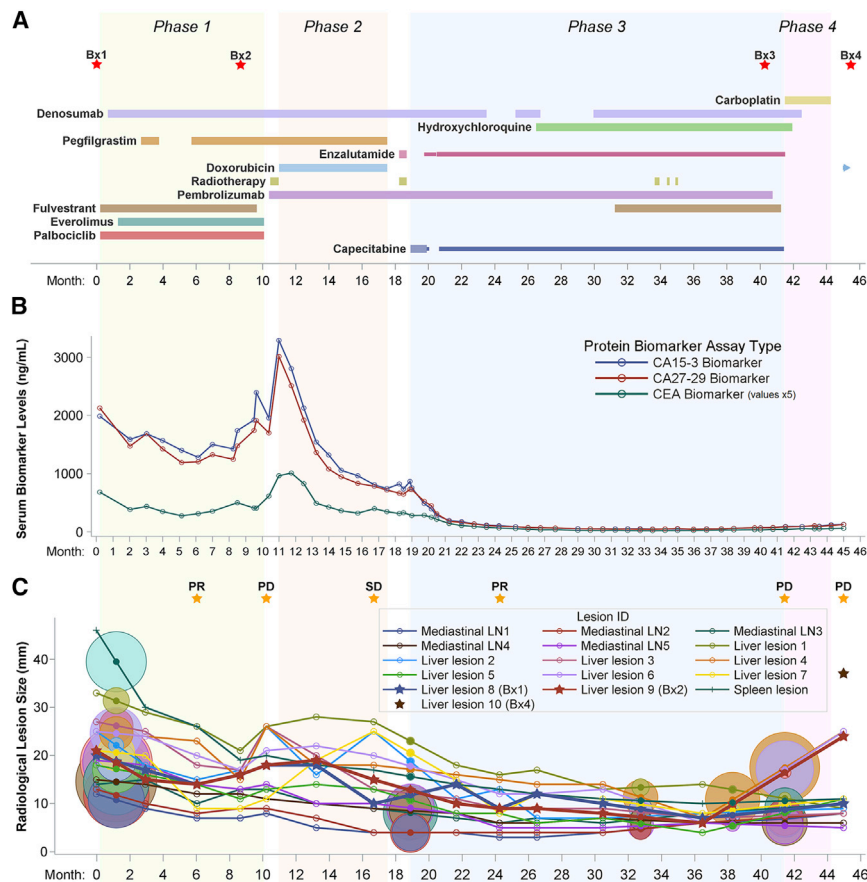 A
Phase 1 Phase 2 Phase 3 Phase 4
Bx1 Bx2 Bx3 Bx4
Carboplatin
Denosumab
Hydroxychloroquine
Pegfilgrastim
Enzalutamide
Doxorubicin
Radiotherapy
Pembrolizumab
Fulvestrant
Everolimus
Palbociclib
Capecitabine
Month: 0 2 4 6 8 10 12 14 16 18 20 22 24 26 28 30 32 34 36 38 40 42 44 46
B
Serum Biomarker Levels (ng/mL)
3000
2000
1000
0
Protein Biomarker Assay Type
CA15-3 Biomarker
CA27-29 Biomarker
CEA Biomarker (values x5)
Month: 0 1 2 3 4 5 6 7 8 9 10 11 12 13 14 15 16 17 18 19 20 21 22 23 24 25 26 27 28 29 30 31 32 33 34 35 36 37 38 39 40 41 42 43 44 45 46
C
PR PD SD PR PD PD
Radiological Lesion Size (mm)
40
30
20
10
0
Lesion ID
Mediastinal LN1 Mediastinal LN2 Mediastinal LN3
Mediastinal LN4 Mediastinal LN5 Liver lesion 1
Liver lesion 2 Liver lesion 3 Liver lesion 4
Liver lesion 5 Liver lesion 6 Liver lesion 7
Liver lesion 8 (Bx1) Liver lesion 9 (Bx2) Spleen lesion
Liver lesion 10 (Bx4)
Month: 0 2 4 6 8 10 12 14 16 18 20 22 24 26 28 30 32 34 36 38 40 42 44 46